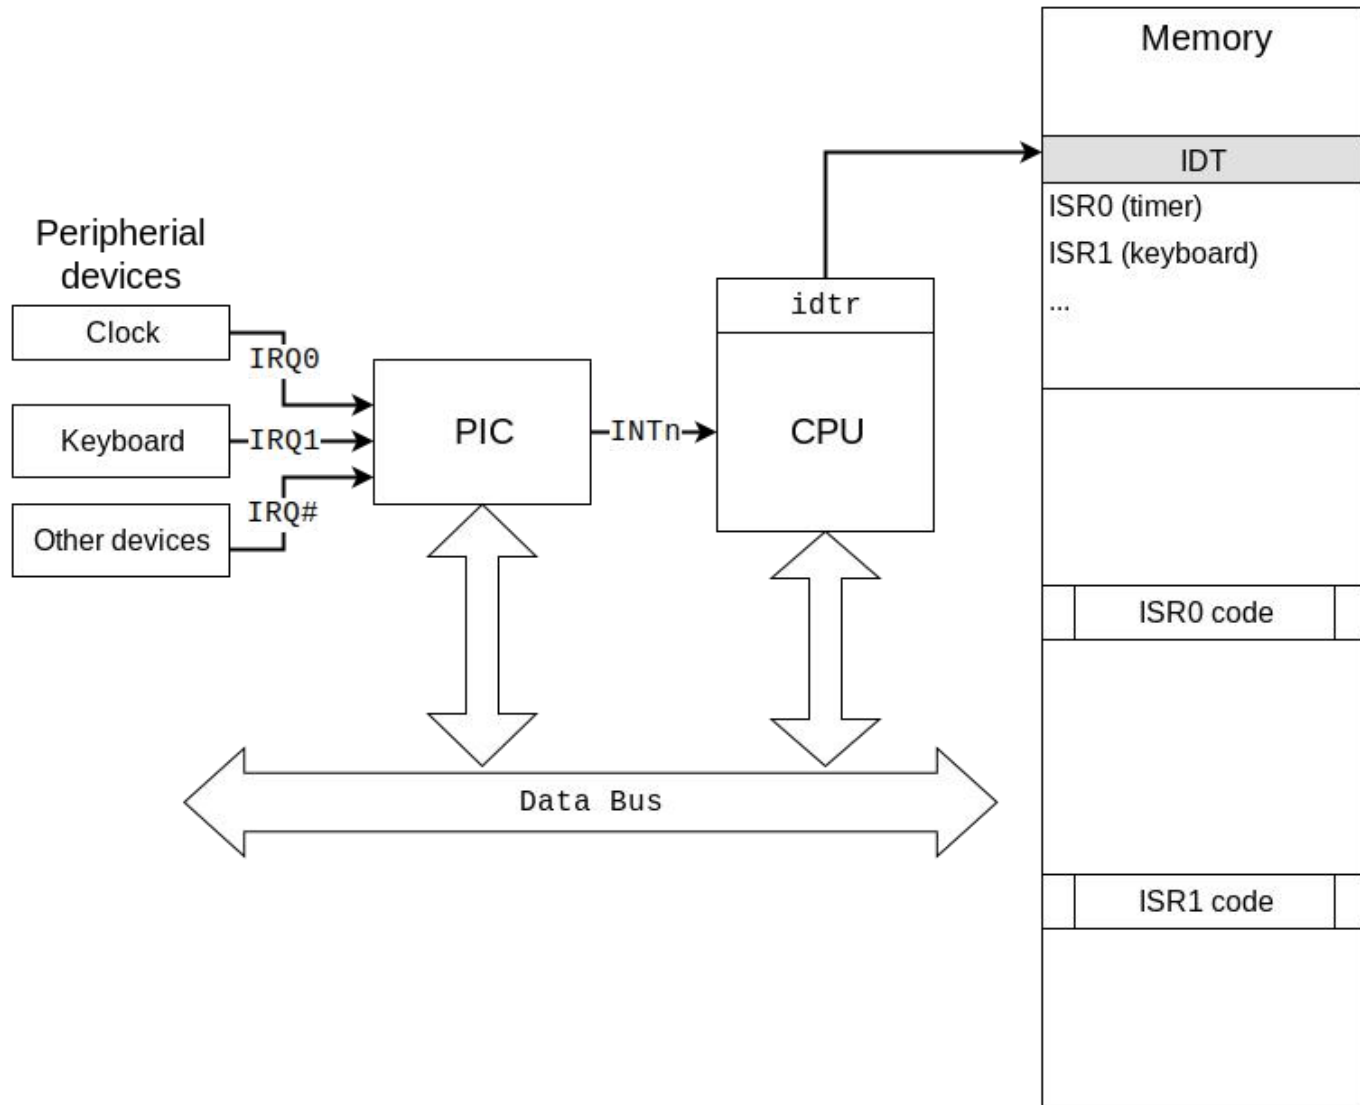 Memory
IDT
ISR0 (timer)
ISR1 (keyboard)
...
Peripherial
devices
Clock
Keyboard
Other devices
IRQ0
IRQ1
IRQ#
PIC
INTn
idtr
CPU
ISR0 code
Data Bus
ISR1 code